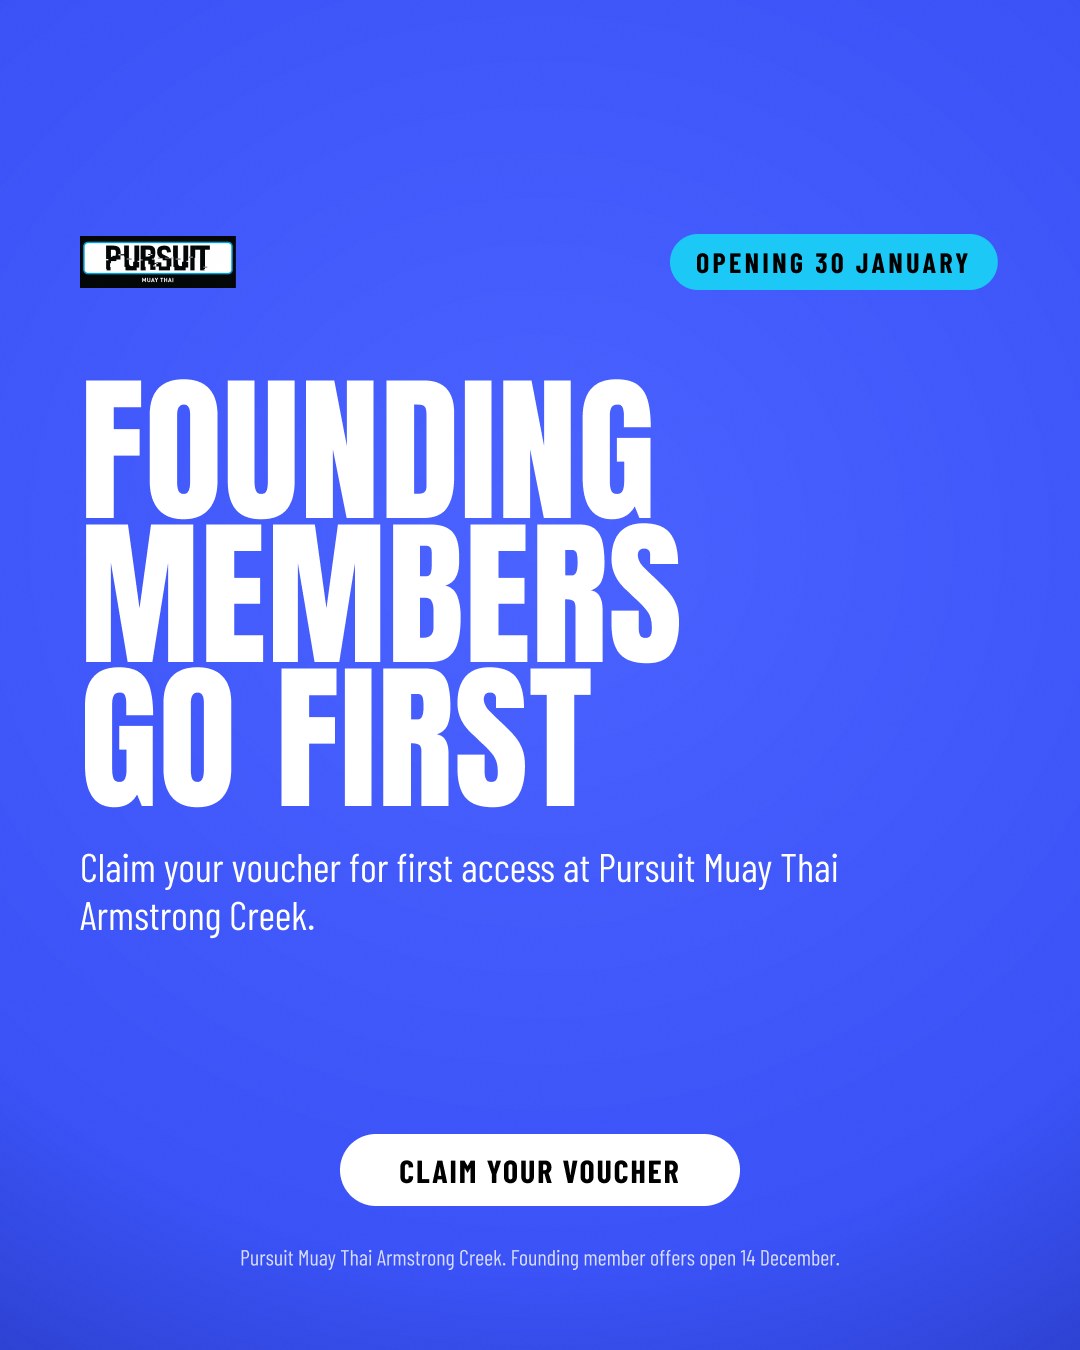 PURSUIT
MUAY THAI
OPENING 30 JANUARY
FOUNDING
MEMBERS
GO FIRST
Claim your voucher for first access at Pursuit Muay Thai
Armstrong Creek.
CLAIM YOUR VOUCHER
Pursuit Muay Thai Armstrong Creek. Founding member offers open 14 December.